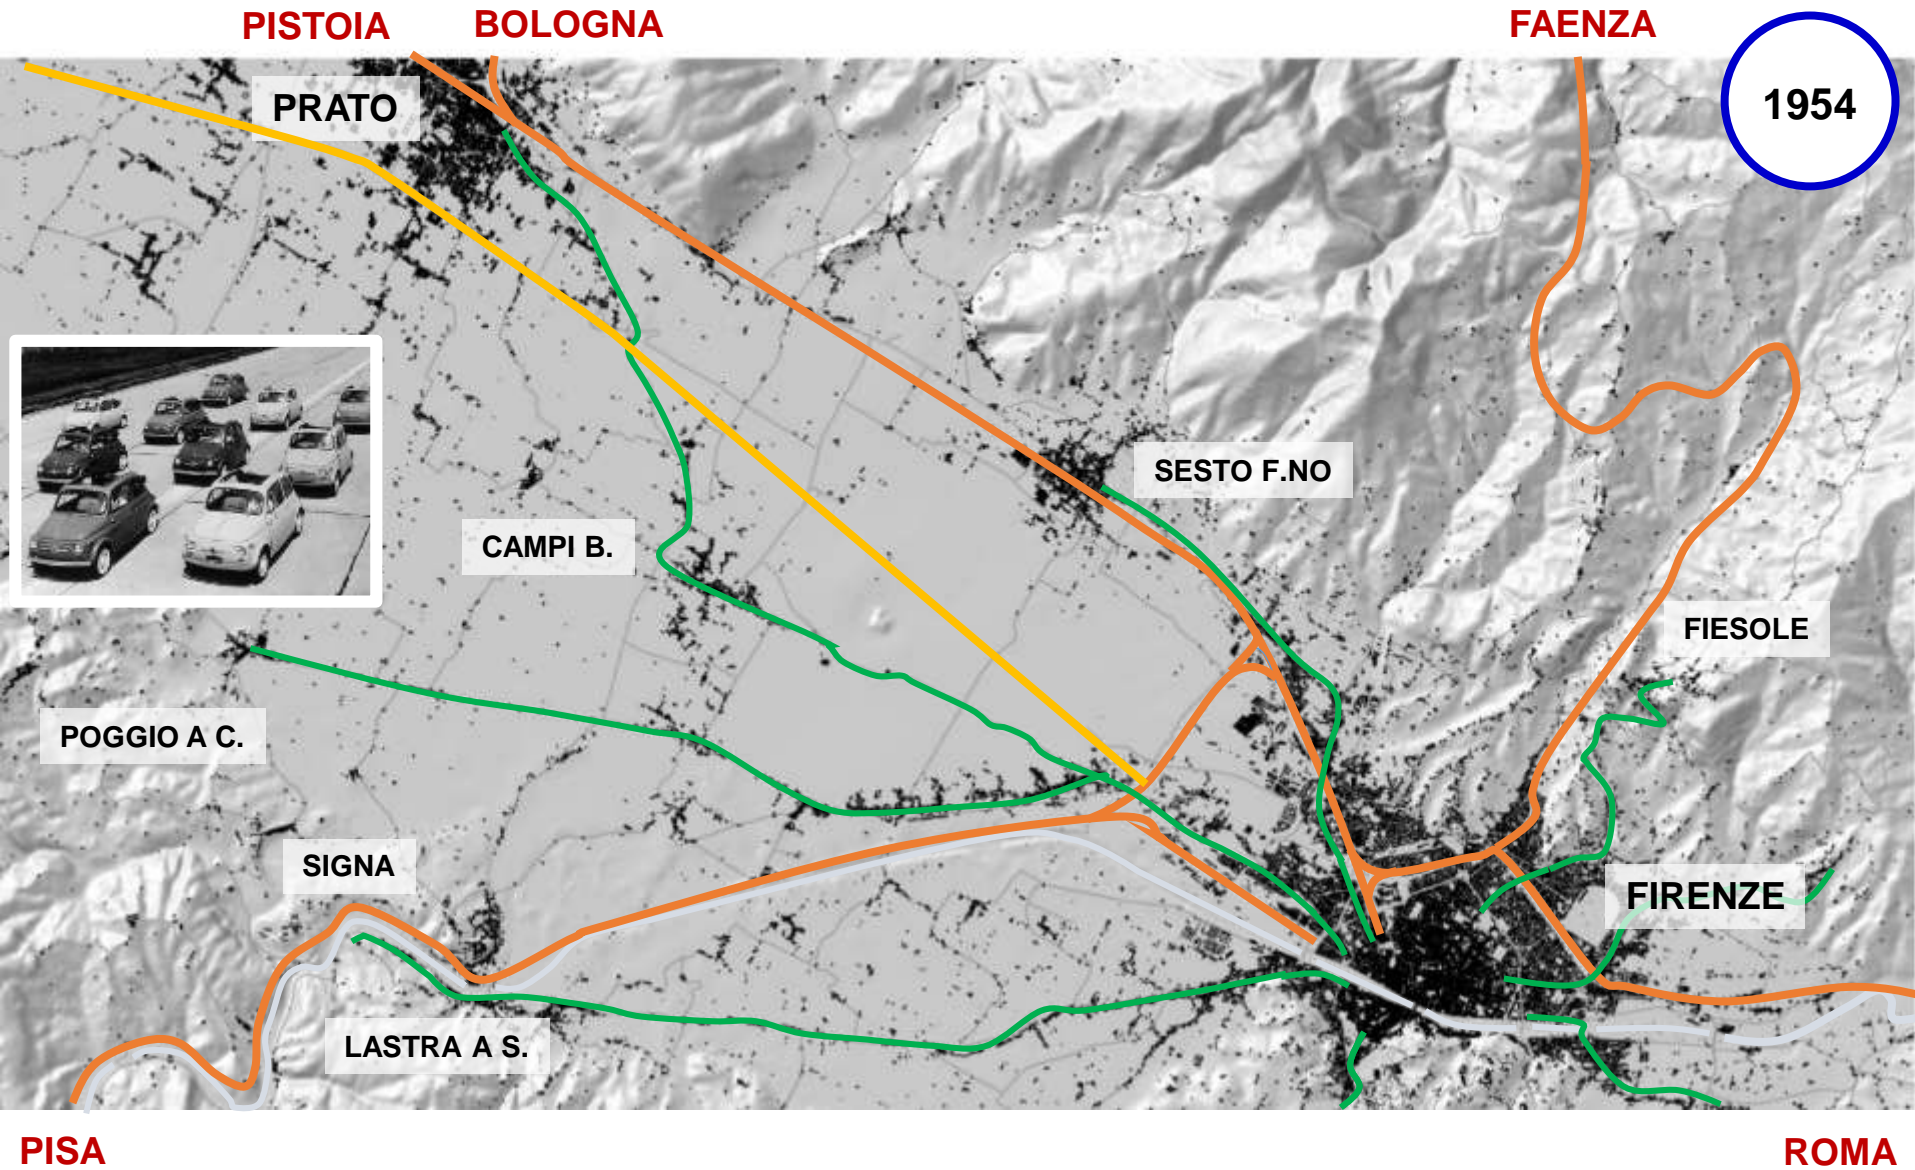 PISTOIA
BOLOGNA
FAENZA
1954
PRATO
SESTO F.NO
CAMPI B.
FIESOLE
POGGIO A C.
SIGNA
FIRENZE
LASTRA A S.
PISA
ROMA